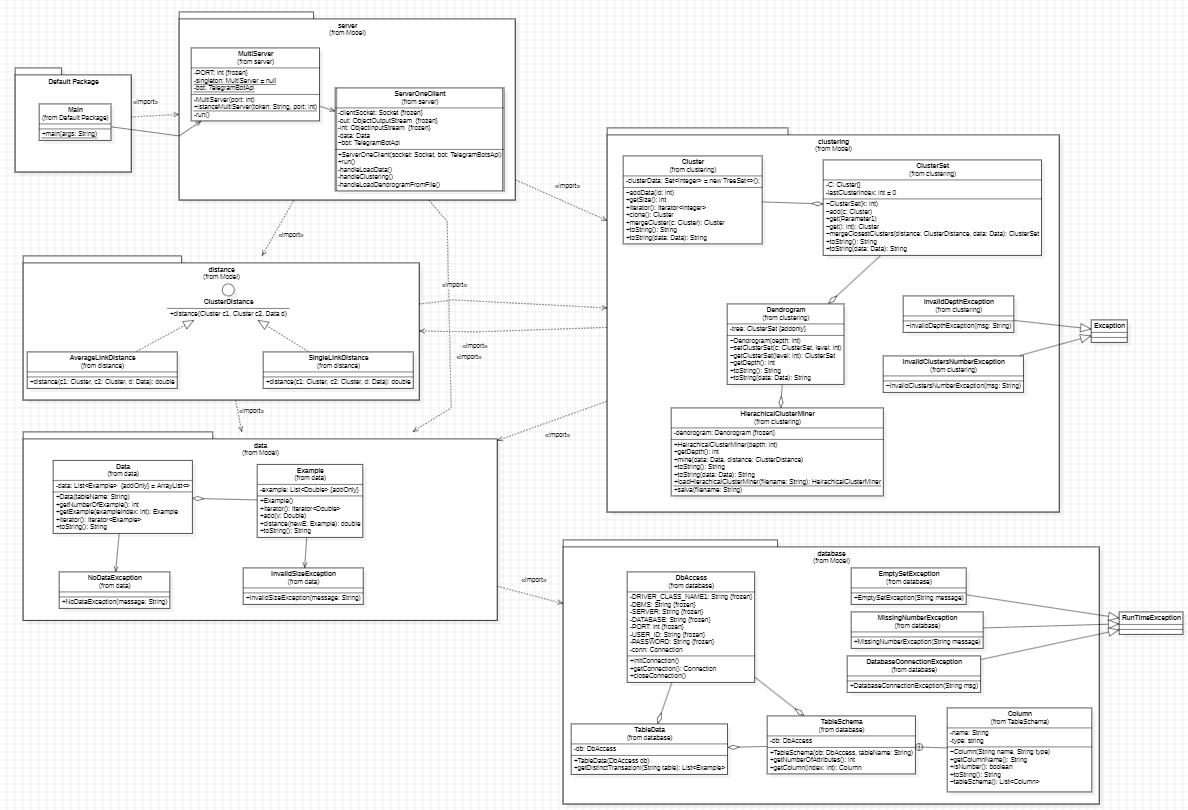 server
(from Model)
MultiServer
(from server)
-PORT: int {frozen}
-singleton: MultiServer = null
-bot: TelegramBotApi
-MultiServer(port: int)
+istanceMultiServer(token: String, port: int)
-run()
ServerOneClient
(from server)
-clientSocket: Socket {frozen}
-out: ObjectOutputStream {frozen}
-int: ObjectInputStream {frozen}
-data: Data
-bot: TelegramBotApi
+ServerOneClient(socket: Socket, bot: TelegramBotsApi)
+run()
-handleLoadData()
-handleClustering()
-handleLoadDendrogramFromFile()
Default Package
Main
(from Default Package)
+main(args: String)
«import»
«import»
«import»
«import»
«import»
«import»
«import»
«import»
«import»
clustering
(from Model)
Cluster
(from clustering)
-clusterData: Set<Integer> = new TreeSet<>();
+addData(id: int)
+getSize(): int
+iterator(): Iterator<Integer>
+clone(): Cluster
+mergeCluster(c: Cluster): Cluster
+toString(): String
+toString(data: Data): String
ClusterSet
(from clustering)
-C: Cluster[]
-lastClusterIndex: int = 0
+ClusterSet(k: int)
+add(c: Cluster)
+get(Parameter1)
+get(i: int): Cluster
+mergeClosestClusters(distance: ClusterDistance, data: Data): ClusterSet
+toString(): String
+toString(data: Data): String
Dendrogram
(from clustering)
-tree: ClusterSet {addonly}
+Dendrogram(depth: int)
+setClusterSet(c: ClusterSet, level: int)
+getClusterSet(level: int): ClusterSet
+getDepth(): int
+toString(): String
+toString(data: Data): String
InvalidDepthException
(from clustering)
+InvalidDepthException(msg: String)
InvalidClustersNumberException
(from clustering)
+InvalidClustersNumberException(msg: String)
Exception
HierachicalClusterMiner
(from clustering)
-dendrogram: Dendrogram {frozen}
+HeirachicalClusterMiner(depth: int)
+getDepth(): int
+mine(data: Data, distance: ClusterDistance)
+toString(): String
+toString(data: Data): String
+loadHierachicalClusterMiner(filename: String): HierachicalClusterMiner
+salva(filename: String)
distance
(from Model)
ClusterDistance
+distance(Cluster c1, Cluster c2, Data d)
AverageLinkDistance
(from distance)
+distance(c1: Cluster, c2: Cluster, d: Data): double
SingleLinkDistance
(from distance)
+distance(c1: Cluster, c2: Cluster, d: Data): double
data
(from Model)
Data
(from data)
-data: List<Example> {addOnly} = ArrayList<>
+Data(tableName: String)
+getNumberOfExample(): int
+getExample(exampleIndex: int): Example
+iterator(): Iterator<Example>
+toString(): String
Example
(from data)
-example: List<Double> {addOnly}
+Example()
+iterator(): Iterator<Double>
+add(v: Double)
+distance(newE: Example): double
+toString(): String
NoDataException
(from data)
+NoDataException(message: String)
InvalidSizeException
(from data)
+InvalidSizeException(message: String)
database
(from Model)
DbAccess
(from database)
-DRIVER_CLASS_NAME1: String {frozen}
-DBMS: String {frozen}
-SERVER: String {frozen}
-DATABASE: String {frozen}
-PORT: int {frozen}
-USER_ID: String {frozen}
-PASSWORD: String {frozen}
-conn: Connection
+initConnection()
+getConnection(): Connection
+closeConnection()
EmptySetException
(from database)
+EmptySetException(String message)
MissingNumberException
(from database)
+MissingNumberException(String message)
DatabaseConnectionException
(from database)
+DatabaseConnectionException(String msg)
RunTimeException
TableData
(from database)
-db: DbAccess
+TableData(DbAccess db)
+getDistinctTransazioni(String table): List<Example>
TableSchema
(from database)
-db: DbAccess
+TableSchema(db: DbAccess, tableName: String)
+getNumberOfAttributes(): int
+getColumn(index: int): Column
Column
(from TableSchema)
-name: String
-type: string
+Column(String name, String type)
+getColumnName(): String
+isNumber(): boolean
+toString(): String
+tableSchema(): List<Column>